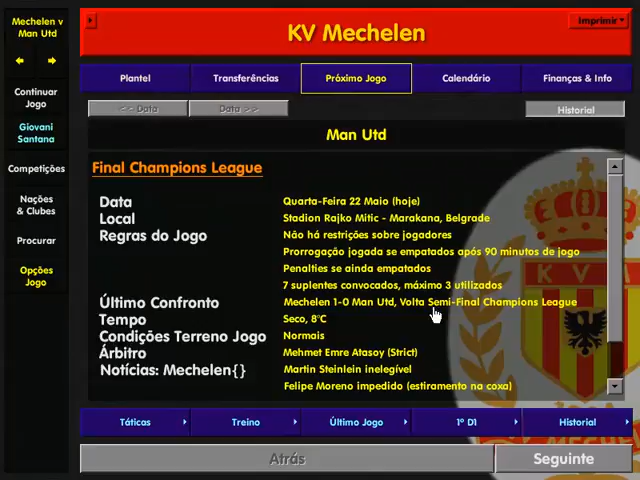 Mechelen v
Man Utd
Continuar
Jogo
Giovani
Santana
Competições
Nações
& Clubes
Procurar
Opções
Jogo
KV Mechelen
Imprimir
Plantel
Transferências
Próximo Jogo
Calendário
Finanças & Info
<< Data
Data >>
Historial
Man Utd
Final Champions League
Data Quarta-Feira 22 Maio (hoje)
Local Stadion Rajko Mitic - Marakana, Belgrade
Regras do Jogo Não há restrições sobre jogadores
Prorrogação jogada se empatados após 90 minutos de jogo
Penalties se ainda empatados
7 suplentes convocados, máximo 3 utilizados
Último Confronto Mechelen 1-0 Man Utd, Volta Semi-Final Champions League
Tempo Seco, 8°C
Condições Terreno Jogo Normais
Árbitro Mehmet Emre Atasoy (Strict)
Notícias: Mechelen{} Martin Steinlein inelegível
Felipe Moreno impedido (estiramento na coxa)
KVM
Táticas
Treino
Último Jogo
1º D1
Historial
Atrás
Seguinte